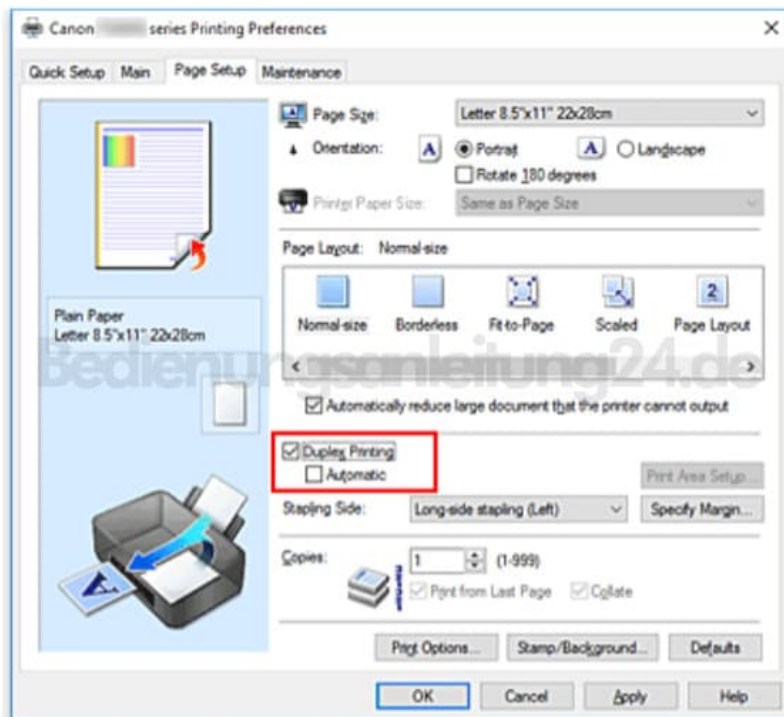 Canon series Printing Preferences
Quick Setup Main Page Setup Maintenance
Page Size: Letter 8.5"x11" 22x28cm
Orientation: A Portrait A Landscape
Rotate 180 degrees
Printer Paper Size: Same as Page Size
Page Layout: Normal-size
2
Normal-size Borderless Fit-to-Page Scaled Page Layout
Plain Paper
Letter 8.5"x11" 22x28cm
Bedienungsanleitung24.de
Automatically reduce large document that the printer cannot output
Duplex Printing
Automatic
Print Area Setup...
Stapling Side: Long-side stapling (Left) Specify Margin...
Copies: 1 (1-999)
Print from Last Page Collate
A
Print Options... Stamp/Background... Defaults
OK Cancel Apply Help